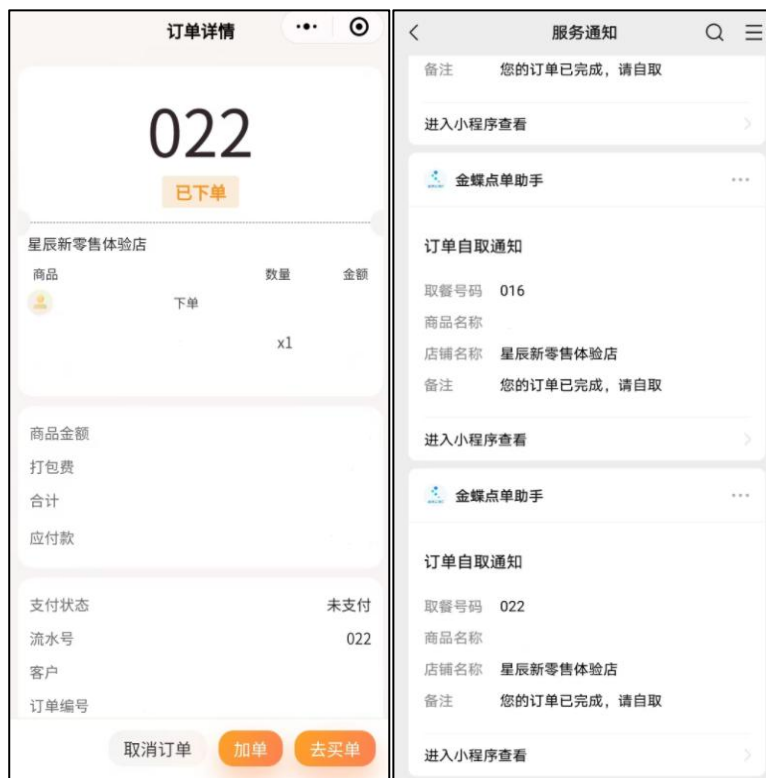 订单详情
022
已下单
星辰新零售体验店
商品 数量 金额
下单
x1
商品金额
打包费
合计
应付款
支付状态 未支付
流水号 022
客户
订单编号
取消订单 加单 去买单
服务通知
备注 您的订单已完成，请自取
进入小程序查看
金蝶点单助手
订单自取通知
取餐号码 016
商品名称
店铺名称 星辰新零售体验店
备注 您的订单已完成，请自取
进入小程序查看
金蝶点单助手
订单自取通知
取餐号码 022
商品名称
店铺名称 星辰新零售体验店
备注 您的订单已完成，请自取
进入小程序查看